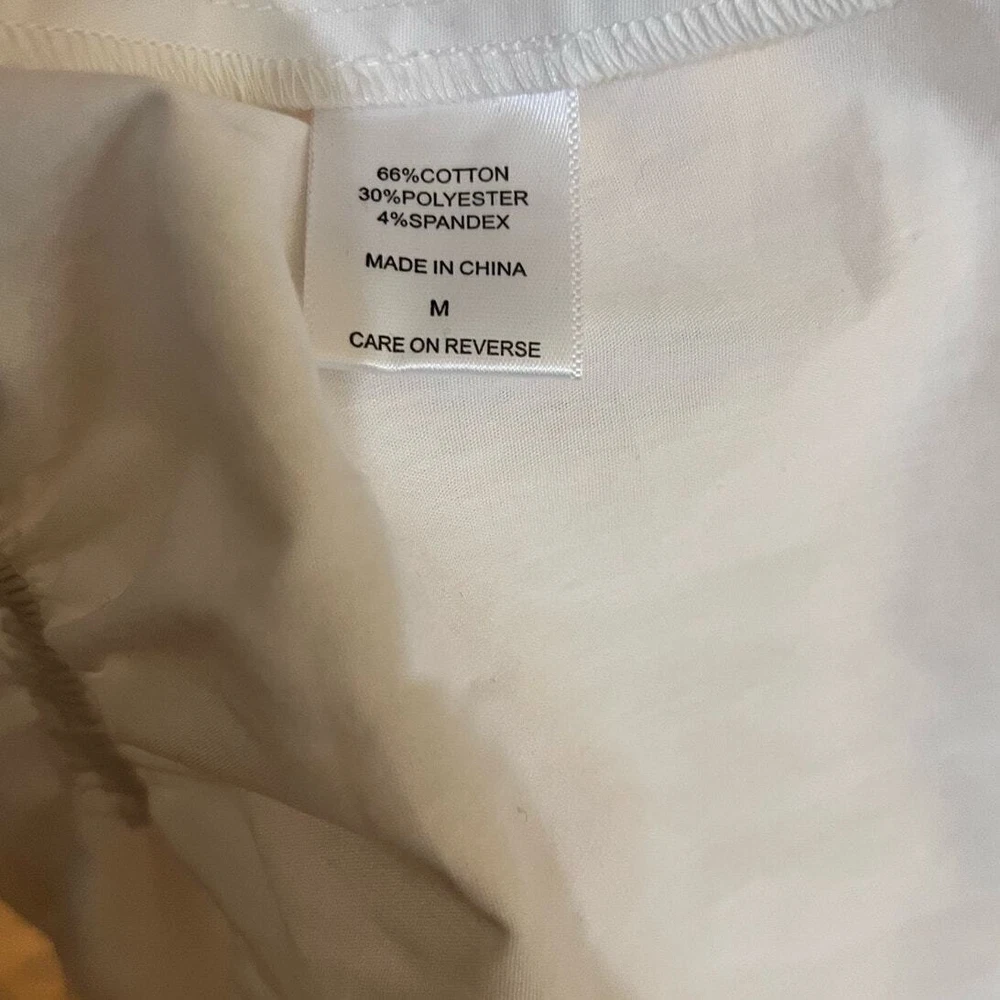 66%COTTON
30%POLYESTER
4%SPANDEX
MADE IN CHINA
M
CARE ON REVERSE